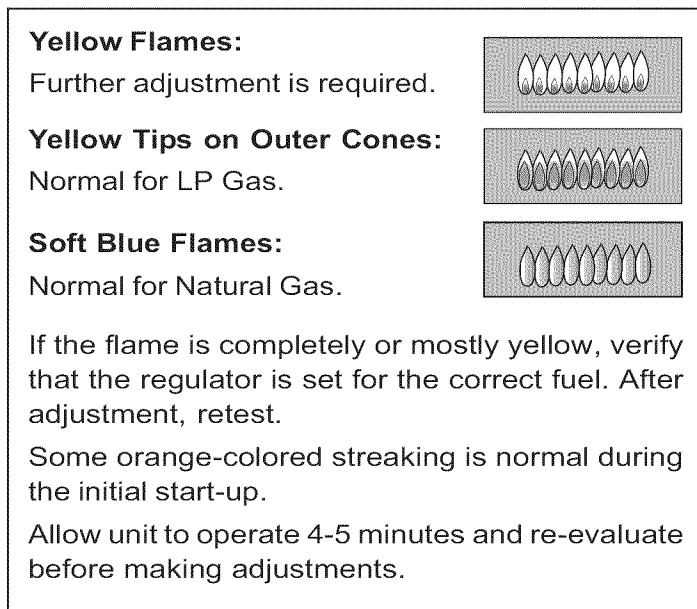 Yellow Flames:
Further adjustment is required.
Yellow Tips on Outer Cones:
Normal for LP Gas.
Soft Blue Flames:
Normal for Natural Gas.
If the flame is completely or mostly yellow, verify
that the regulator is set for the correct fuel. After
adjustment, retest.
Some orange-colored streaking is normal during
the initial start-up.
Allow unit to operate 4-5 minutes and re-evaluate
before making adjustments.